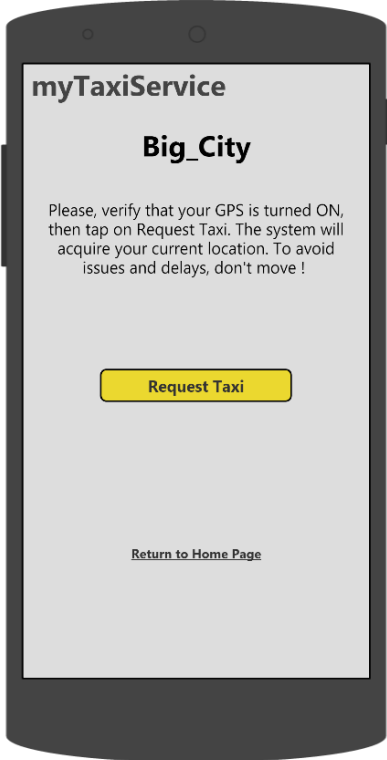 myTaxiService
Big_City
Please, verify that your GPS is turned ON,
then tap on Request Taxi. The system will
acquire your current location. To avoid
issues and delays, don't move !
Request Taxi
Return to Home Page